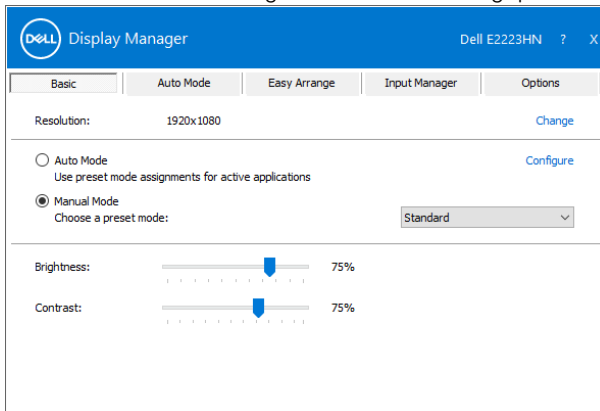 DELL Display Manager Dell E2223HN ? X
Basic Auto Mode Easy Arrange Input Manager Options
Resolution: 1920x1080 Change
Auto Mode Configure
Use preset mode assignments for active applications
Manual Mode
Choose a preset mode: Standard
Brightness: 75%
Contrast: 75%